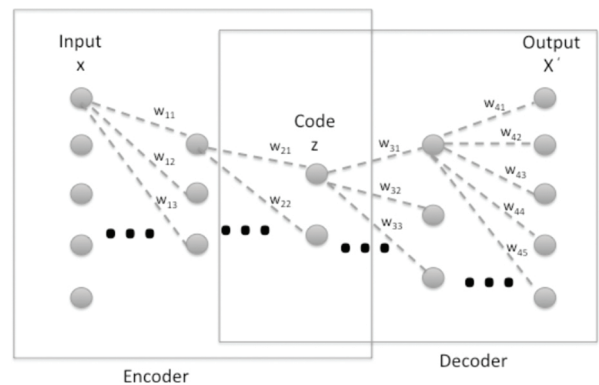 Input
x
Output
X´
Code
z
w11
w12
w13
w21
w22
w31
w32
w33
w41
w42
w43
w44
w45
Encoder
Decoder